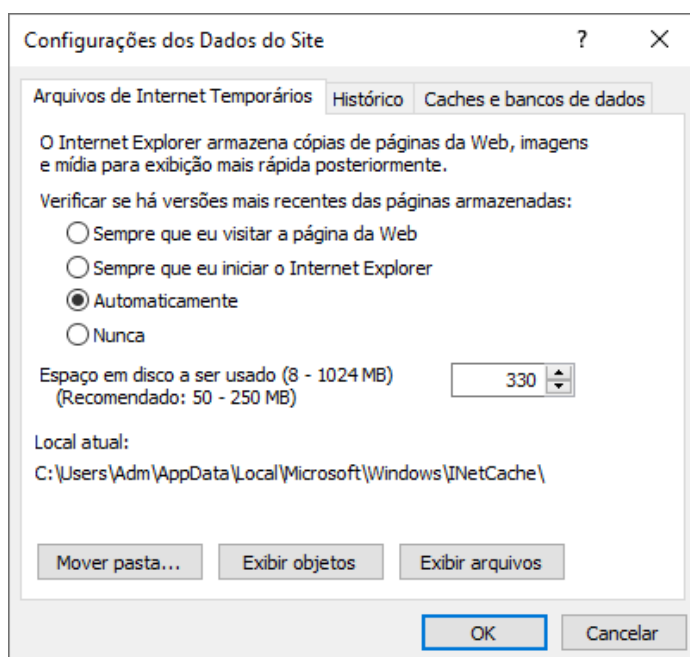 Configurações dos Dados do Site
Arquivos de Internet Temporários
Histórico
Caches e bancos de dados
O Internet Explorer armazena cópias de páginas da Web, imagens
e mídia para exibição mais rápida posteriormente.
Verificar se há versões mais recentes das páginas armazenadas:
Sempre que eu visitar a página da Web
Sempre que eu iniciar o Internet Explorer
Automaticamente
Nunca
Espaço em disco a ser usado (8 - 1024 MB) 330
(Recomendado: 50 - 250 MB)
Local atual:
C:\Users\Adm\AppData\Local\Microsoft\Windows\INetCache\
Mover pasta...
Exibir objetos
Exibir arquivos
OK
Cancelar